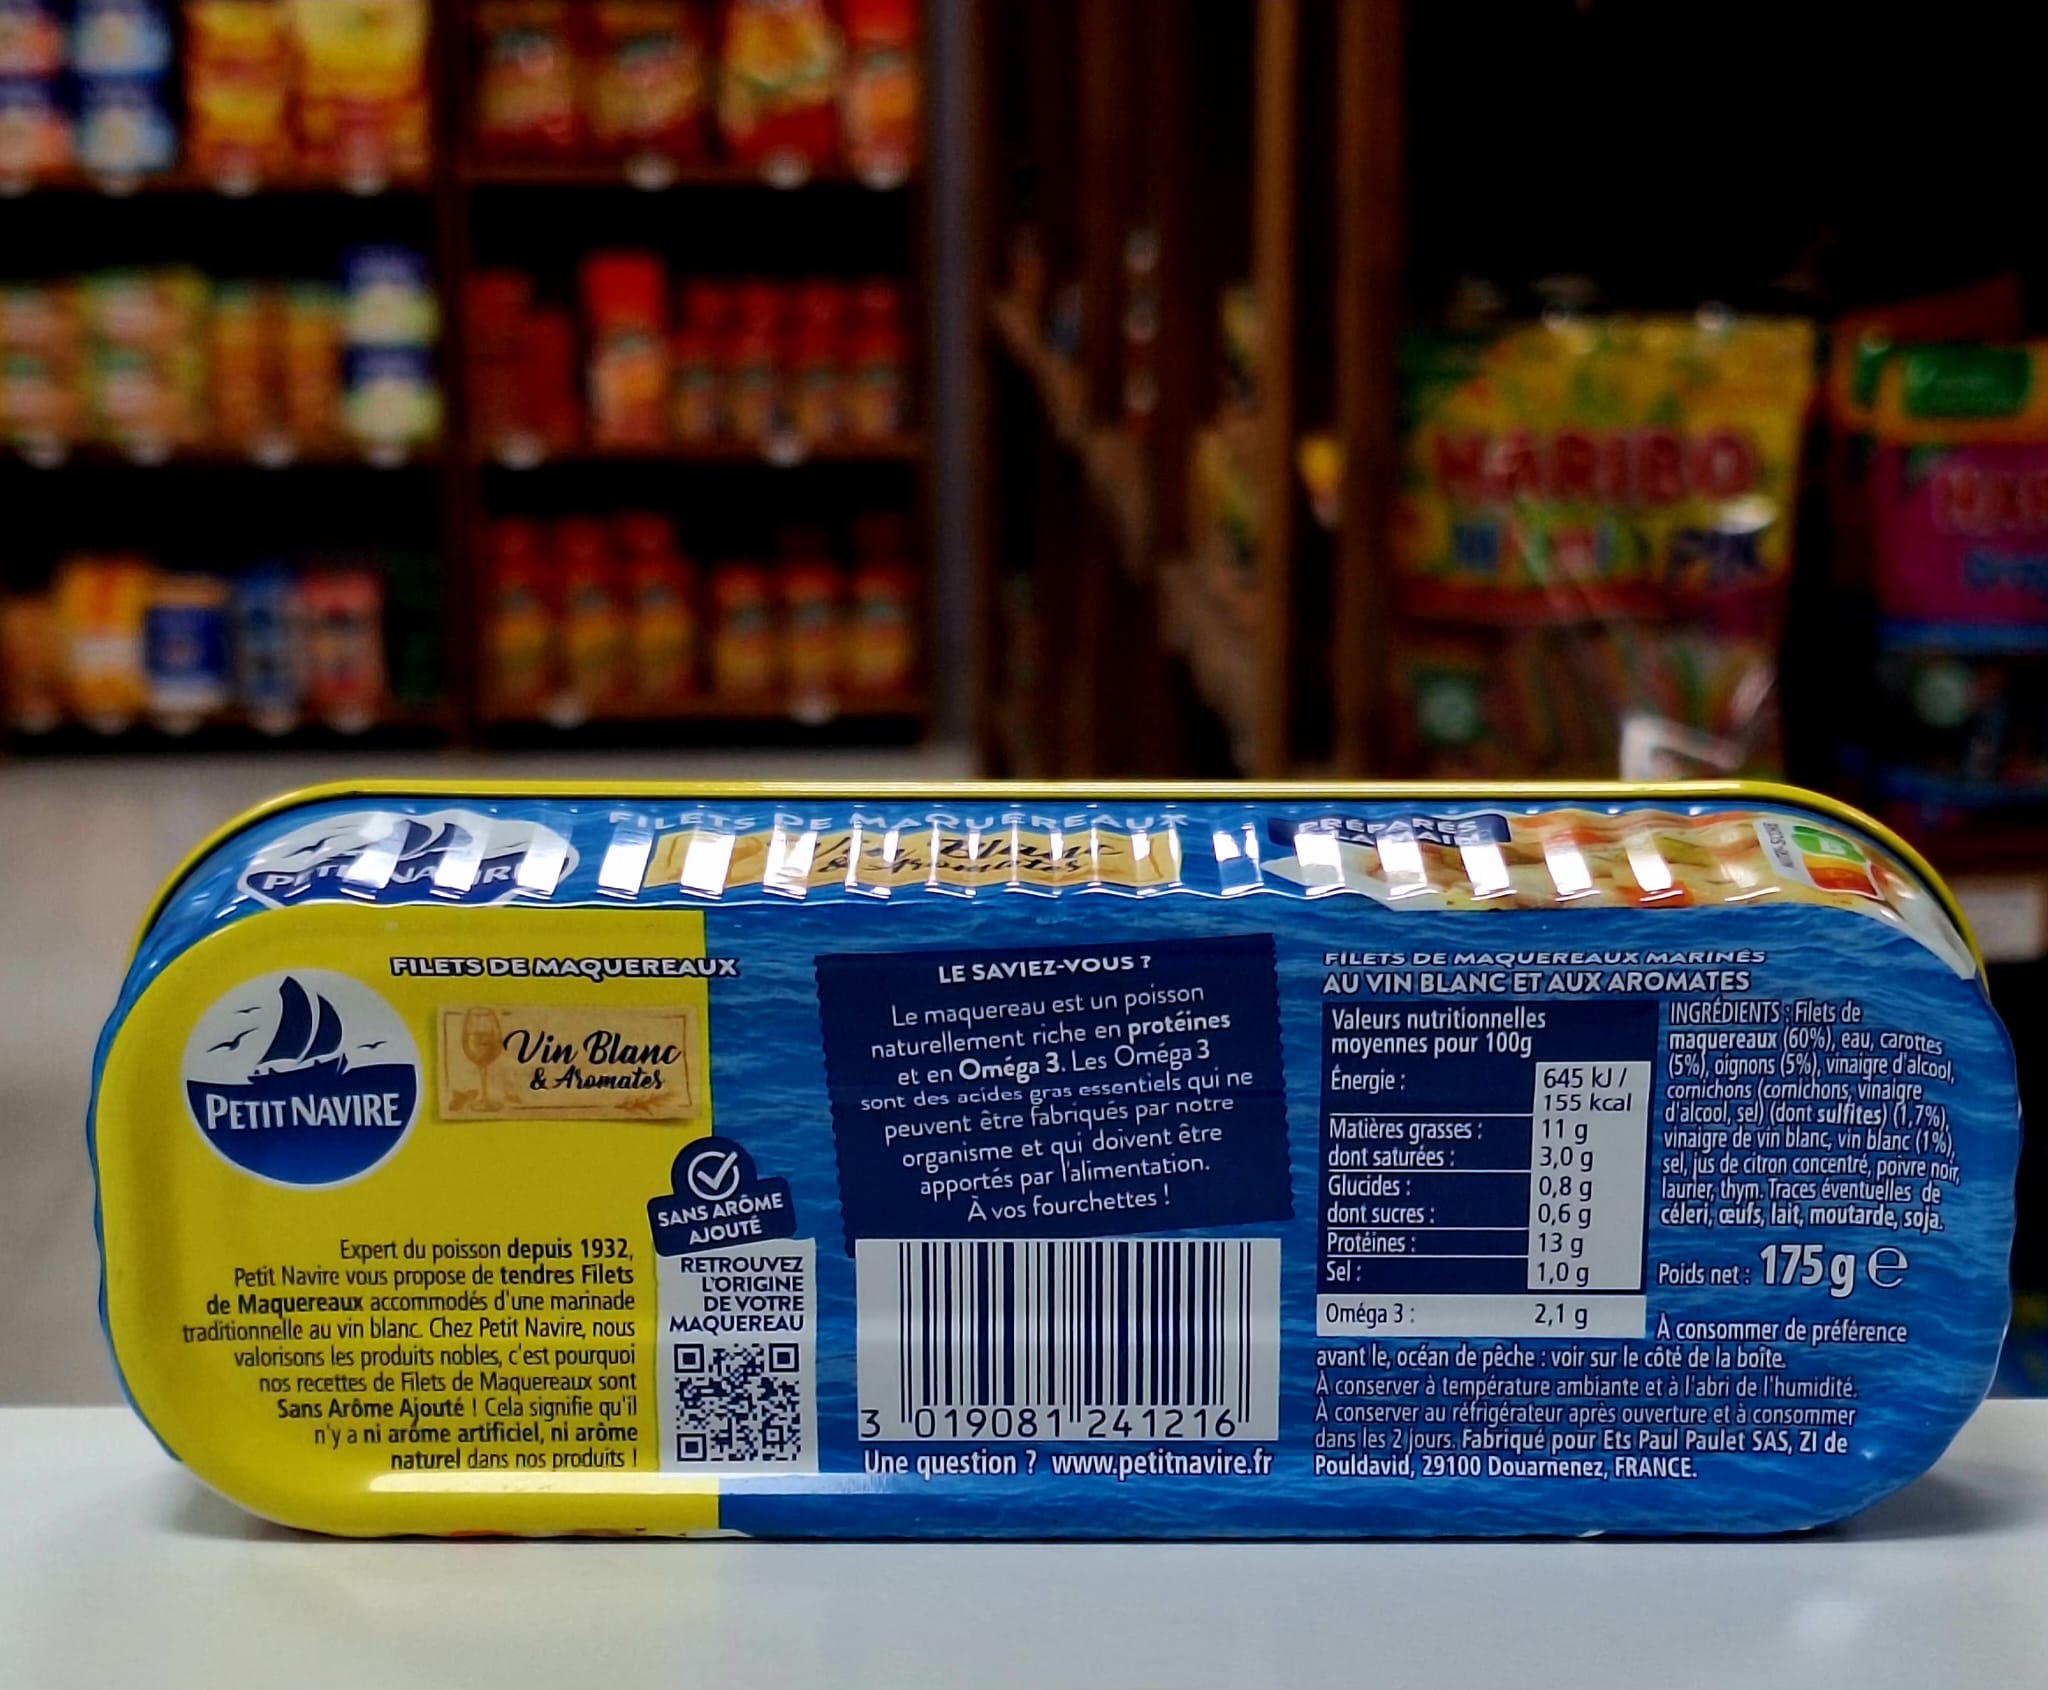 HARIBO
PIK
PETIT NAVIRE
FILETS DE MAQUEREAUX
Vin Blanc
& Aromates
PRÉPARÉS
NUTRI-SCORE
FILETS DE MAQUEREAUX
PETIT NAVIRE
Vin Blanc
& Aromates
SANS ARÔME
AJOUTÉ
Expert du poisson depuis 1932,
Petit Navire vous propose de tendres Filets
de Maquereaux accommodés d'une marinade
traditionnelle au vin blanc. Chez Petit Navire, nous
valorisons les produits nobles, c'est pourquoi
nos recettes de Filets de Maquereaux sont
Sans Arôme Ajouté ! Cela signifie qu'il
n'y a ni arôme artificiel, ni arôme
naturel dans nos produits !
RETROUVEZ
L'ORIGINE
DE VOTRE
MAQUEREAU
LE SAVIEZ-VOUS ?
Le maquereau est un poisson
naturellement riche en protéines
et en Oméga 3. Les Oméga 3
sont des acides gras essentiels qui ne
peuvent être fabriqués par notre
organisme et qui doivent être
apportés par l'alimentation.
À vos fourchettes !
3 019081 241216
Une question ? www.petitnavire.fr
FILETS DE MAQUEREAUX MARINÉS
AU VIN BLANC ET AUX AROMATES
Valeurs nutritionnelles
moyennes pour 100g
Énergie : 645 kJ /
155 kcal
Matières grasses : 11 g
dont saturées : 3,0 g
Glucides : 0,8 g
dont sucres : 0,6 g
Protéines : 13 g
Sel : 1,0 g
Oméga 3 : 2,1 g
INGRÉDIENTS : Filets de
maquereaux (60%), eau, carottes
(5%), oignons (5%), vinaigre d'alcool,
cornichons (cornichons, vinaigre
d'alcool, sel) (dont sulfites) (1,7%),
vinaigre de vin blanc, vin blanc (1%),
sel, jus de citron concentré, poivre noir,
laurier, thym. Traces éventuelles de
céleri, œufs, lait, moutarde, soja.
Poids net : 175 g ℮
À consommer de préférence
avant le, océan de pêche : voir sur le côté de la boîte.
À conserver à température ambiante et à l'abri de l'humidité.
À conserver au réfrigérateur après ouverture et à consommer
dans les 2 jours. Fabriqué pour Ets Paul Paulet SAS, ZI de
Pouldavid, 29100 Douarnenez, FRANCE.